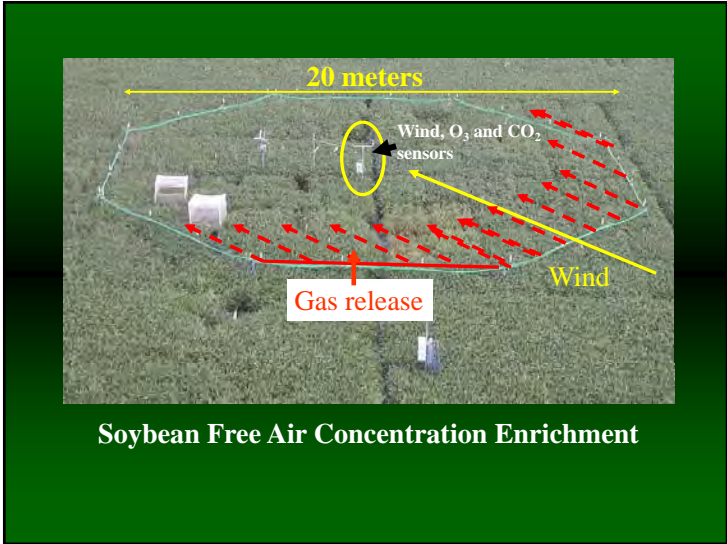 20 meters
Wind, O₃ and CO₂
sensors
Wind
Gas release
Soybean Free Air Concentration Enrichment